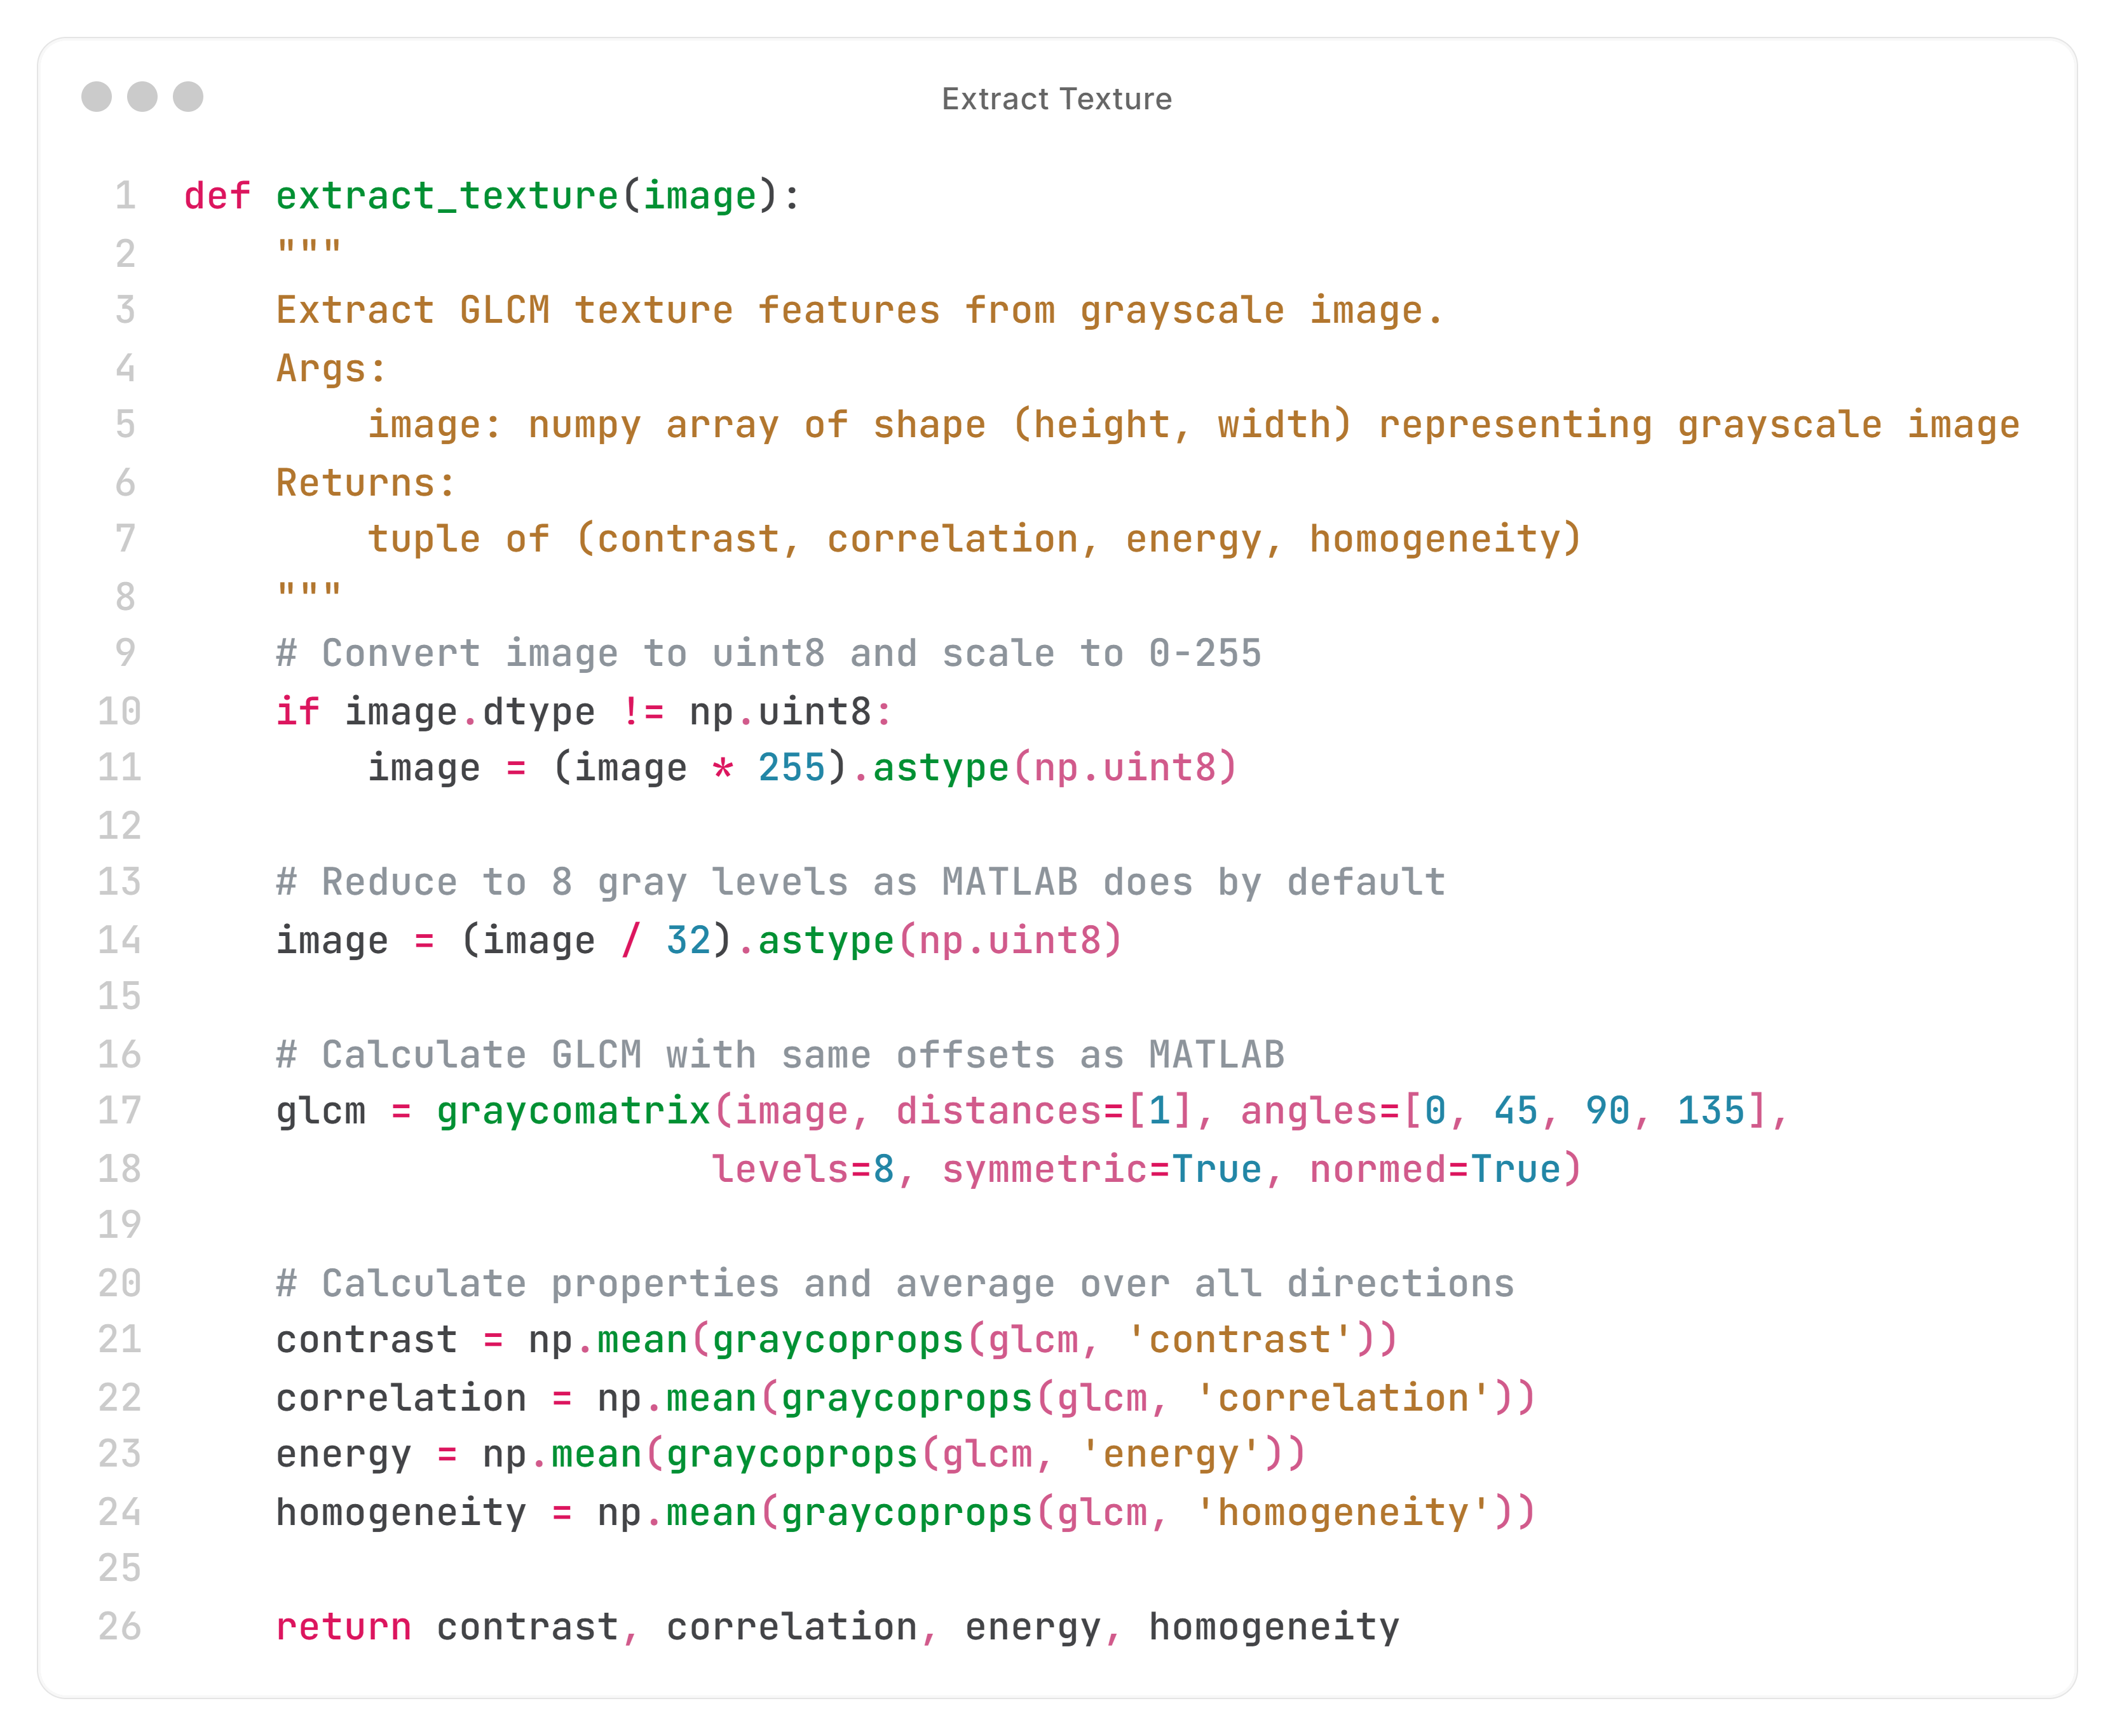 Extract Texture
1 def extract_texture(image):
2     """
3     Extract GLCM texture features from grayscale image.
4     Args:
5         image: numpy array of shape (height, width) representing grayscale image
6     Returns:
7         tuple of (contrast, correlation, energy, homogeneity)
8     """
9     # Convert image to uint8 and scale to 0-255
10     if image.dtype != np.uint8:
11         image = (image * 255).astype(np.uint8)
12
13     # Reduce to 8 gray levels as MATLAB does by default
14     image = (image / 32).astype(np.uint8)
15
16     # Calculate GLCM with same offsets as MATLAB
17     glcm = graycomatrix(image, distances=[1], angles=[0, 45, 90, 135],
18                        levels=8, symmetric=True, normed=True)
19
20     # Calculate properties and average over all directions
21     contrast = np.mean(graycoprops(glcm, 'contrast'))
22     correlation = np.mean(graycoprops(glcm, 'correlation'))
23     energy = np.mean(graycoprops(glcm, 'energy'))
24     homogeneity = np.mean(graycoprops(glcm, 'homogeneity'))
25
26     return contrast, correlation, energy, homogeneity